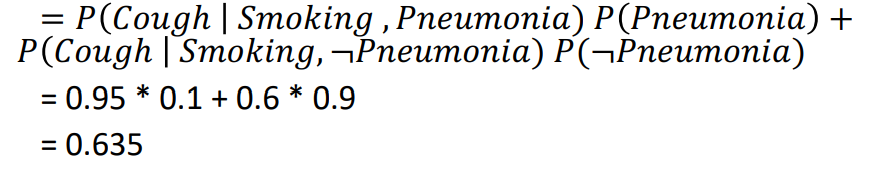 = P(Cough | Smoking , Pneumonia) P(Pneumonia) +
P(Cough | Smoking, ¬Pneumonia) P(¬Pneumonia)
= 0.95 * 0.1 + 0.6 * 0.9
= 0.635